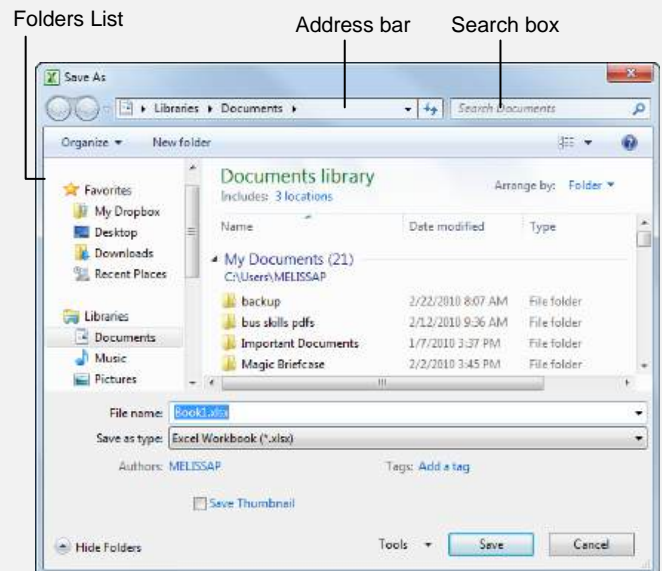 Folders List
Address bar
Search box
Save As
Libraries
Documents
Search Documents
Organize
New folder
Favorites
My Dropbox
Desktop
Downloads
Recent Places
Libraries
Documents
Music
Pictures
Documents library
Includes: 3 locations
Arrange by: Folder
Name Date modified Type
My Documents (21)
C:\Users\MELISSAP
backup 2/22/2010 8:07 AM File folder
bus skills pdfs 2/12/2010 9:36 AM File folder
Important Documents 1/7/2010 3:37 PM File folder
Magic Briefcase 2/2/2010 3:45 PM File folder
File name: Book1.xlsx
Save as type: Excel Workbook (*.xlsx)
Authors: MELISSAP Tags: Add a tag
Save Thumbnail
Hide Folders
Tools
Save
Cancel